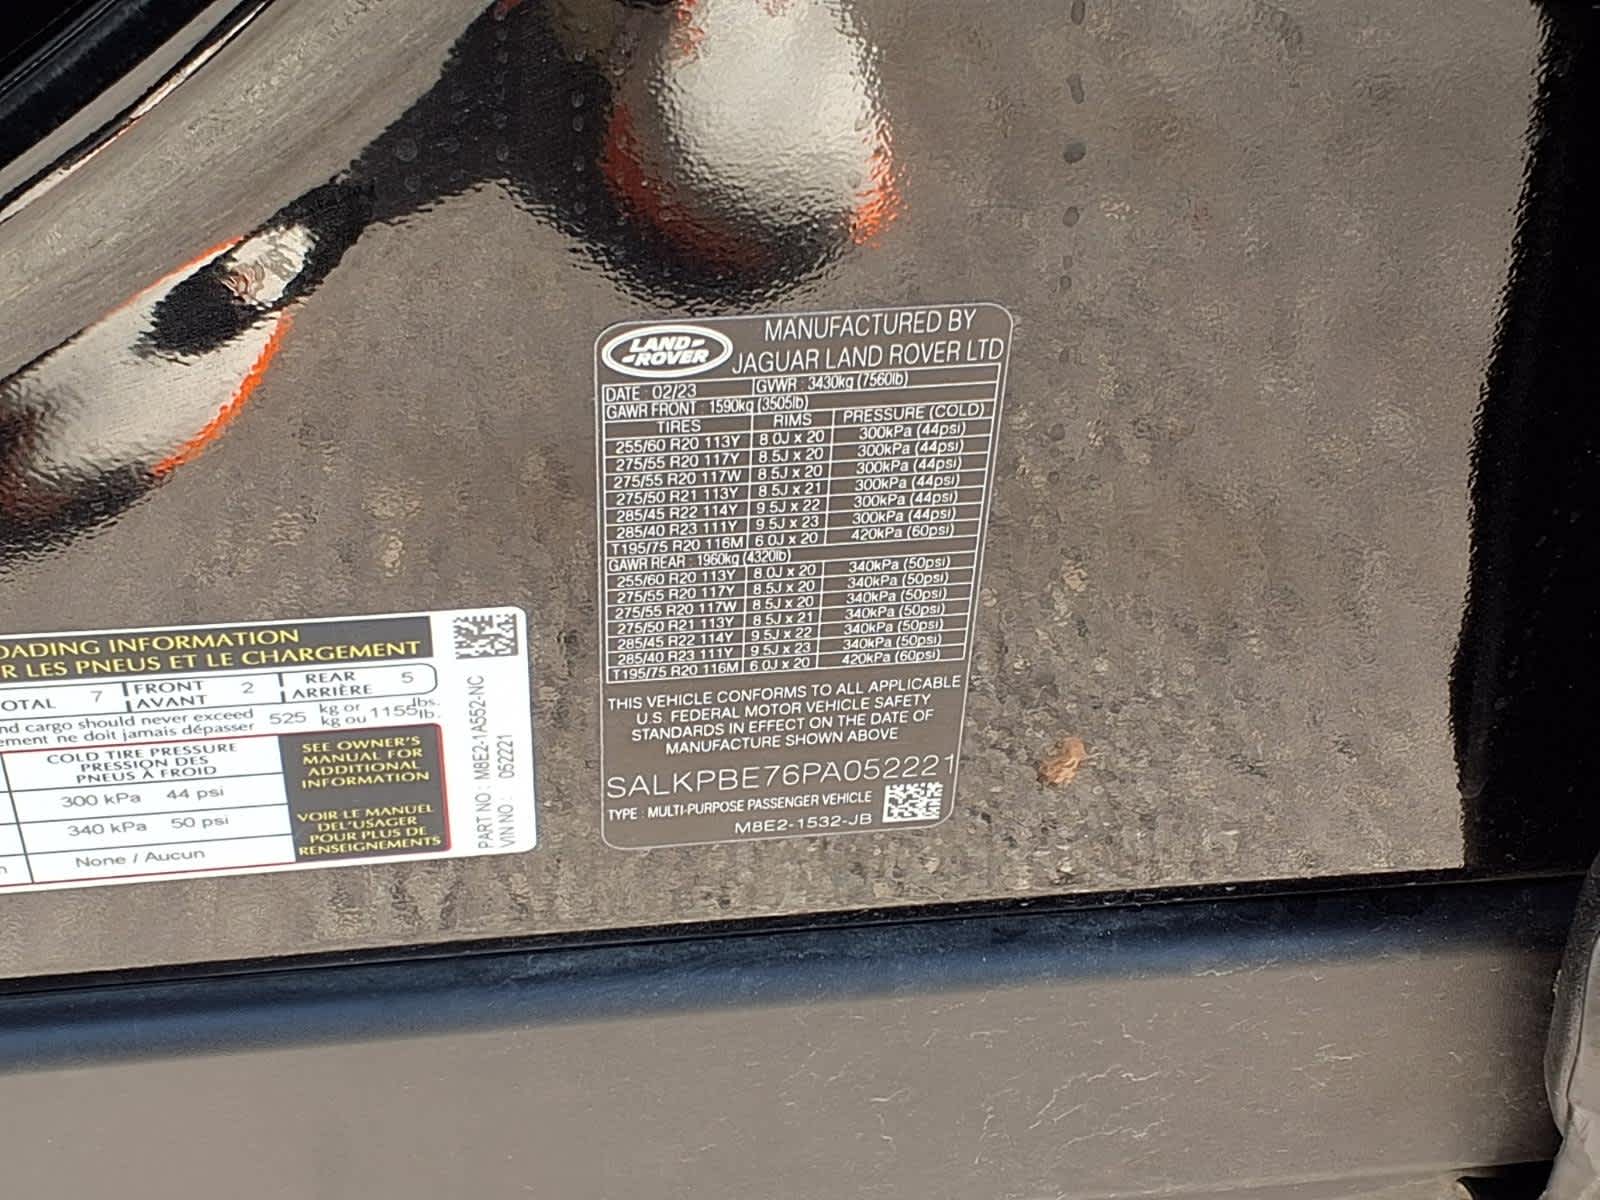 LAND-
-ROVER
MANUFACTURED BY
JAGUAR LAND ROVER LTD
DATE : 02/23 GVWR : 3430kg (7560lb)
GAWR FRONT : 1590kg (3505lb)
TIRES RIMS PRESSURE (COLD)
255/60 R20 113Y 8.0J x 20 300kPa (44psi)
275/55 R20 117Y 8.5J x 20 300kPa (44psi)
275/55 R20 117W 8.5J x 20 300kPa (44psi)
275/50 R21 113Y 8.5J x 21 300kPa (44psi)
285/45 R22 114Y 9.5J x 22 300kPa (44psi)
285/40 R23 111Y 9.5J x 23 300kPa (44psi)
T195/75 R20 116M 6.0J x 20 420kPa (60psi)
GAWR REAR : 1960kg (4320lb)
255/60 R20 113Y 8.0J x 20 340kPa (50psi)
275/55 R20 117Y 8.5J x 20 340kPa (50psi)
275/55 R20 117W 8.5J x 20 340kPa (50psi)
275/50 R21 113Y 8.5J x 21 340kPa (50psi)
285/45 R22 114Y 9.5J x 22 340kPa (50psi)
285/40 R23 111Y 9.5J x 23 340kPa (50psi)
T195/75 R20 116M 6.0J x 20 420kPa (60psi)
THIS VEHICLE CONFORMS TO ALL APPLICABLE
U.S. FEDERAL MOTOR VEHICLE SAFETY
STANDARDS IN EFFECT ON THE DATE OF
MANUFACTURE SHOWN ABOVE
SALKPBE76PA052221
TYPE : MULTI-PURPOSE PASSENGER VEHICLE
M8E2-1532-JB
OADING INFORMATION
R LES PNEUS ET LE CHARGEMENT
OTAL 7 FRONT AVANT 2 REAR ARRIÈRE 5
nd cargo should never exceed 525 kg or 1155 lbs.
ement ne doit jamais dépasser kg ou lb.
COLD TIRE PRESSURE
PRESSION DES
PNEUS À FROID
300 kPa 44 psi
340 kPa 50 psi
None / Aucun
SEE OWNER'S
MANUAL FOR
ADDITIONAL
INFORMATION
VOIR LE MANUEL
DEL'USAGER
POUR PLUS DE
RENSEIGNEMENTS
PART NO : M8E2-1A552-NC
VIN NO : 052221